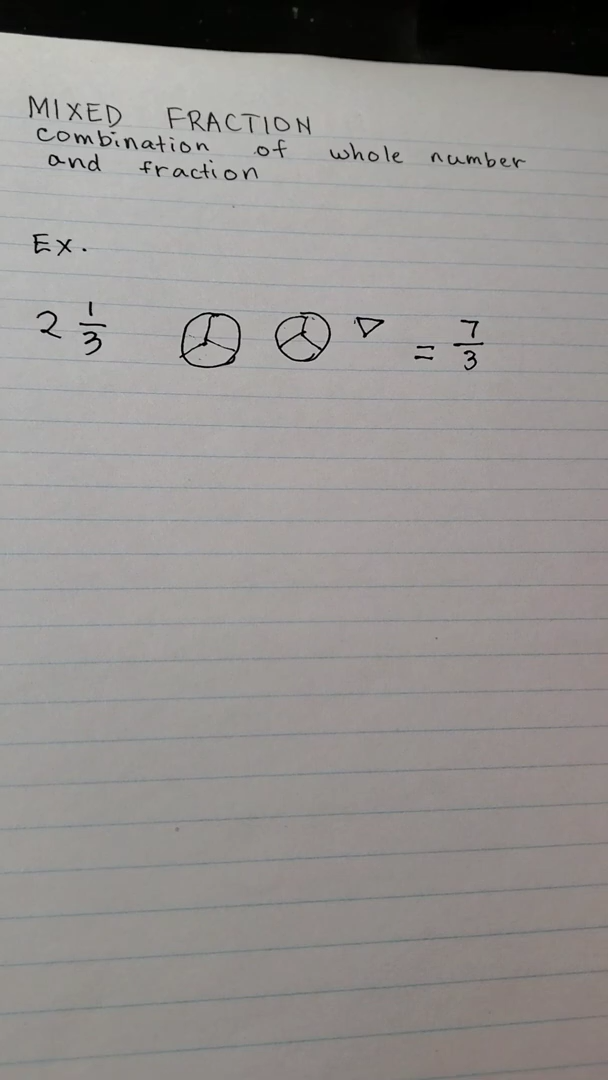 MIXED FRACTION
combination of whole number
and fraction
Ex.
2 1/3 = 7/3